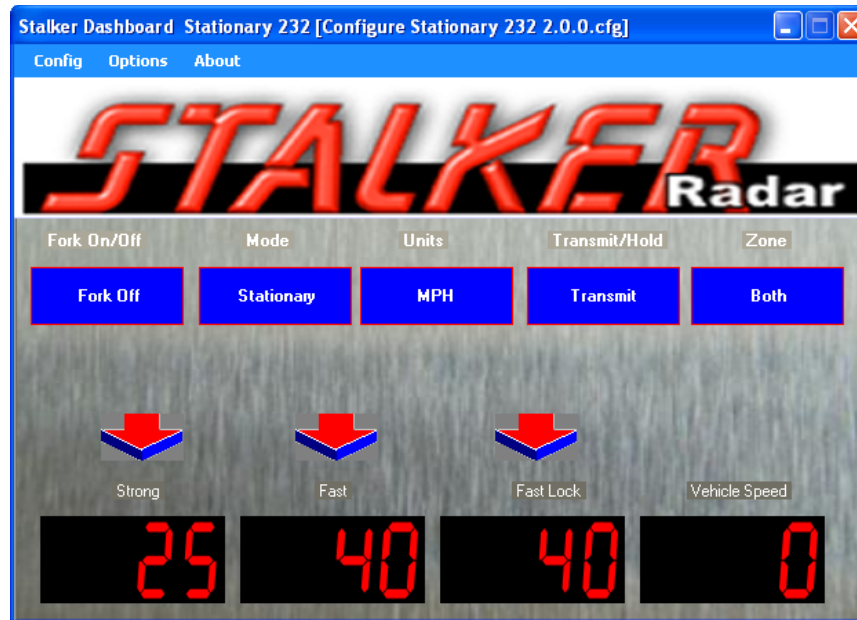 Stalker Dashboard Stationary 232 [Configure Stationary 232 2.0.0.cfg]
Config Options About
STALKER
Radar
Fork On/Off Mode Units Transmit/Hold Zone
Fork Off Stationary MPH Transmit Both
Strong Fast Fast Lock Vehicle Speed
25 40 40 0